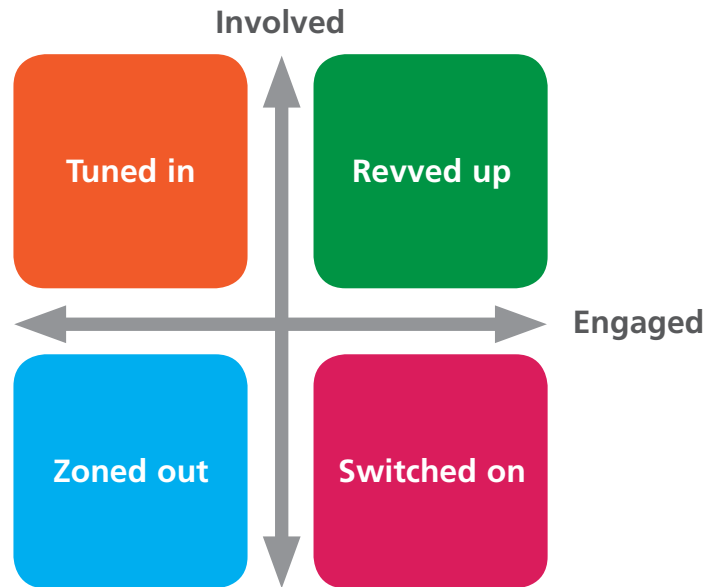 Involved
Tuned in
Revved up
Engaged
Zoned out
Switched on